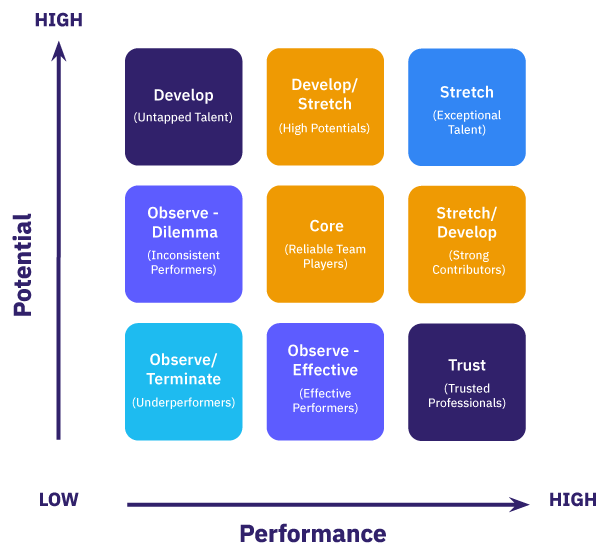 HIGH
Develop
(Untapped Talent)
Develop/
Stretch
(High Potentials)
Stretch
(Exceptional
Talent)
Observe -
Dilemma
(Inconsistent
Performers)
Core
(Reliable Team
Players)
Stretch/
Develop
(Strong
Contributors)
Potential
Observe/
Terminate
(Underperformers)
Observe -
Effective
(Effective
Performers)
Trust
(Trusted
Professionals)
LOW
HIGH
Performance